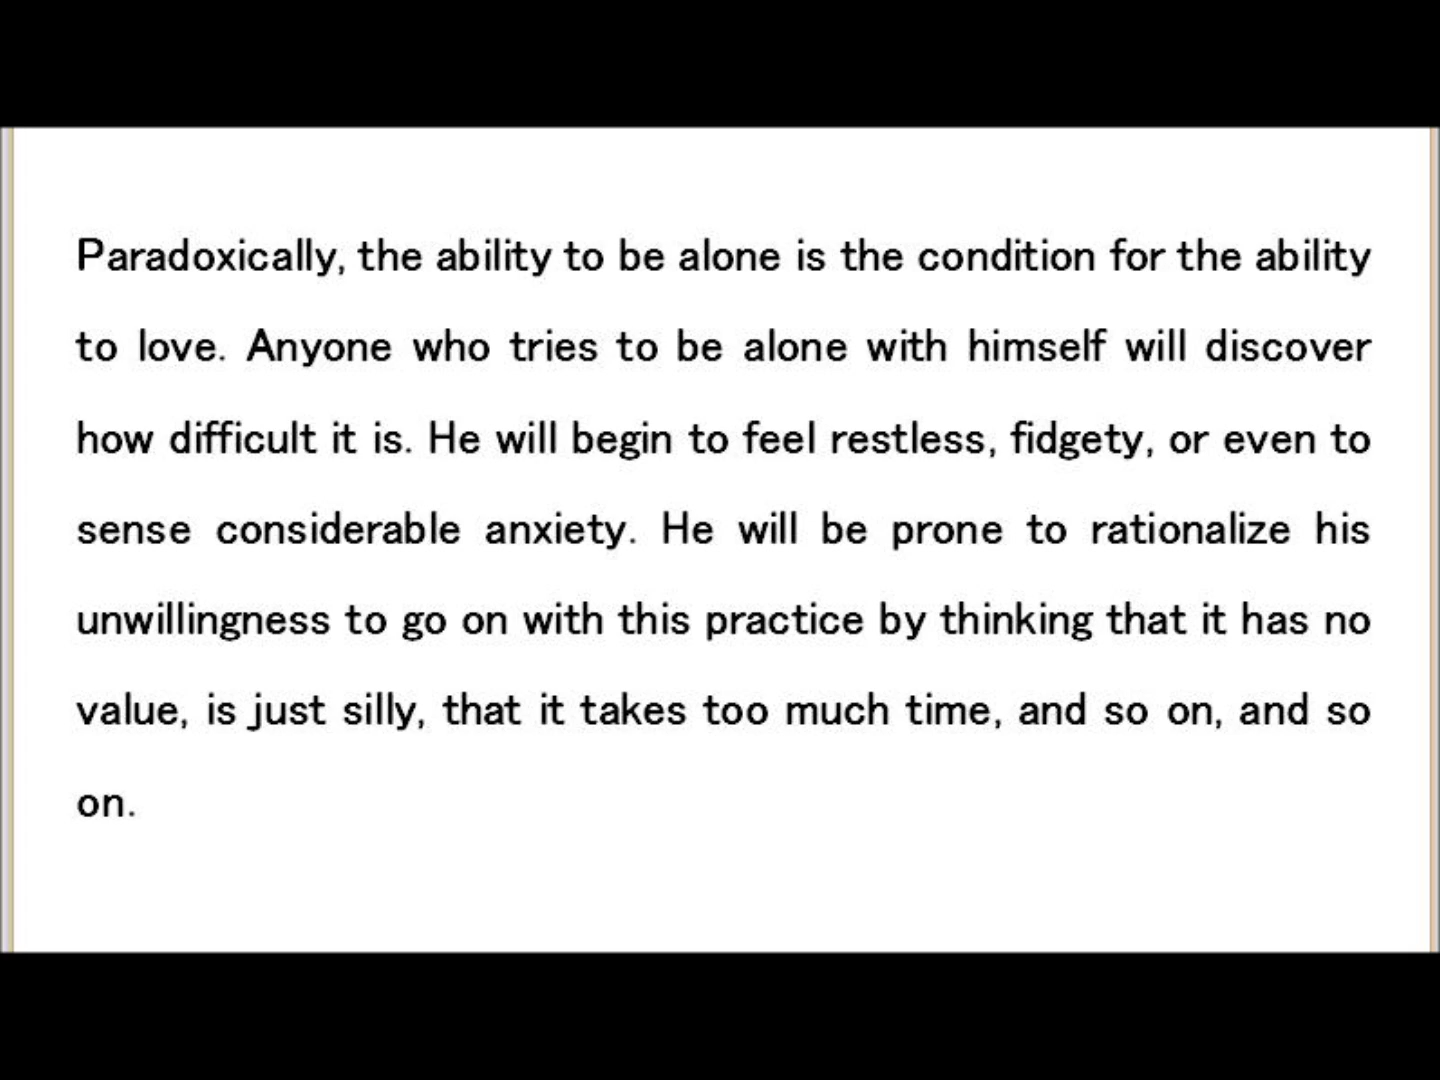 Paradoxically, the ability to be alone is the condition for the ability
to love. Anyone who tries to be alone with himself will discover
how difficult it is. He will begin to feel restless, fidgety, or even to
sense considerable anxiety. He will be prone to rationalize his
unwillingness to go on with this practice by thinking that it has no
value, is just silly, that it takes too much time, and so on, and so
on.